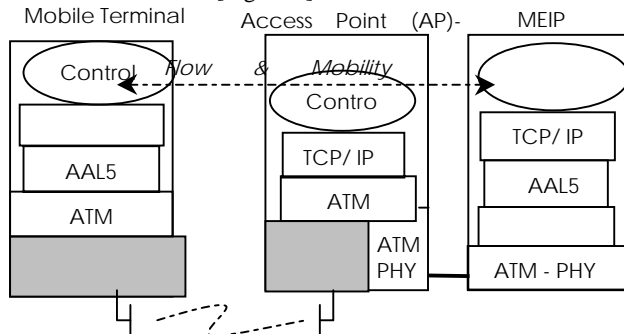 Mobile Terminal
Access Point (AP)-
MEIP
Control Flow & Mobility
Contro
TCP/ IP
TCP/ IP
AAL5
AAL5
ATM
ATM
ATM
PHY
ATM - PHY